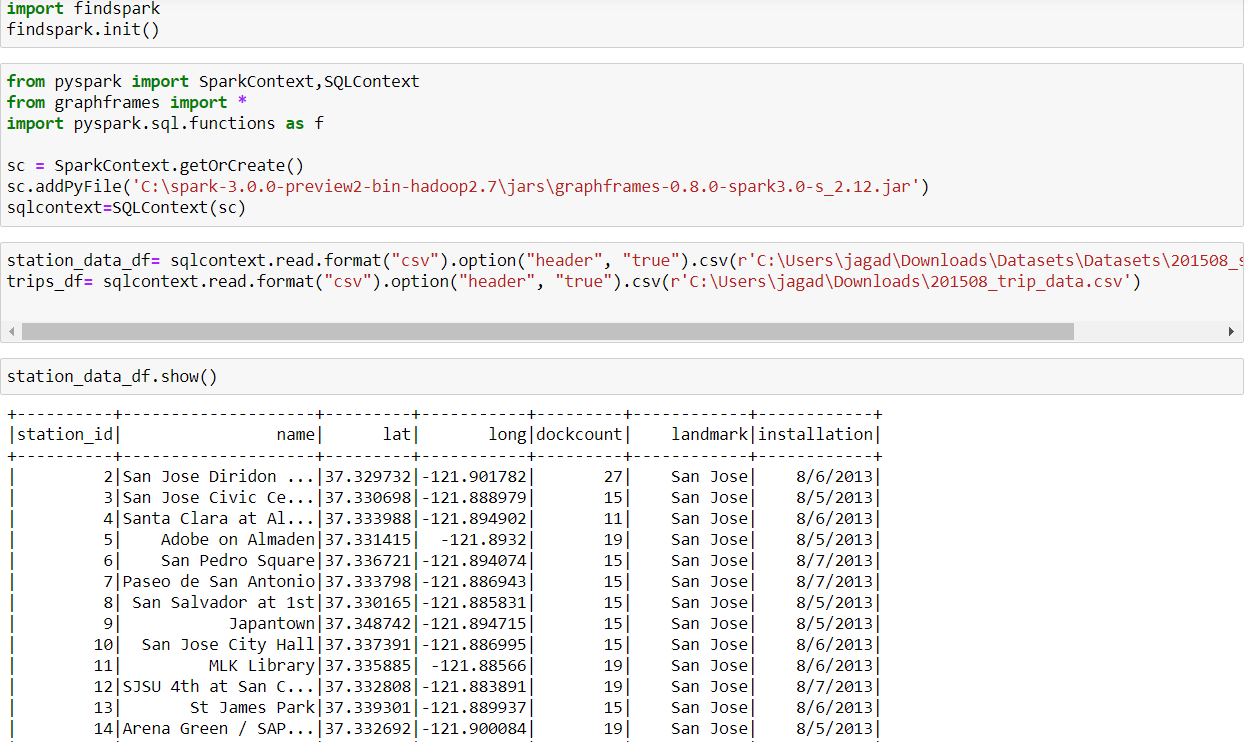 import findspark
findspark.init()
from pyspark import SparkContext,SQLContext
from graphframes import *
import pyspark.sql.functions as f
sc = SparkContext.getOrCreate()
sc.addPyFile('C:\spark-3.0.0-preview2-bin-hadoop2.7\jars\graphframes-0.8.0-spark3.0-s_2.12.jar')
sqlcontext=SQLContext(sc)
station_data_df= sqlcontext.read.format("csv").option("header", "true").csv(r'C:\Users\jagad\Downloads\Datasets\Datasets\201508_s
trips_df= sqlcontext.read.format("csv").option("header", "true").csv(r'C:\Users\jagad\Downloads\201508_trip_data.csv')
station_data_df.show()
+----------+--------------------+---------+-----------+---------+------------+------------+
|station_id|                name|      lat|       long|dockcount|    landmark|installation|
+----------+--------------------+---------+-----------+---------+------------+------------+
|         2|San Jose Diridon ...|37.329732|-121.901782|       27|    San Jose|    8/6/2013|
|         3|San Jose Civic Ce...|37.330698|-121.888979|       15|    San Jose|    8/5/2013|
|         4|Santa Clara at Al...|37.333988|-121.894902|       11|    San Jose|    8/6/2013|
|         5|    Adobe on Almaden|37.331415|  -121.8932|       19|    San Jose|    8/5/2013|
|         6|    San Pedro Square|37.336721|-121.894074|       15|    San Jose|    8/7/2013|
|         7|Paseo de San Antonio|37.333798|-121.886943|       15|    San Jose|    8/7/2013|
|         8| San Salvador at 1st|37.330165|-121.885831|       15|    San Jose|    8/5/2013|
|         9|           Japantown|37.348742|-121.894715|       15|    San Jose|    8/5/2013|
|        10|  San Jose City Hall|37.337391|-121.886995|       15|    San Jose|    8/6/2013|
|        11|         MLK Library|37.335885| -121.88566|       19|    San Jose|    8/6/2013|
|        12|SJSU 4th at San C...|37.332808|-121.883891|       19|    San Jose|    8/7/2013|
|        13|       St James Park|37.339301|-121.889937|       15|    San Jose|    8/6/2013|
|        14|Arena Green / SAP...|37.332692|-121.900084|       19|    San Jose|    8/5/2013|